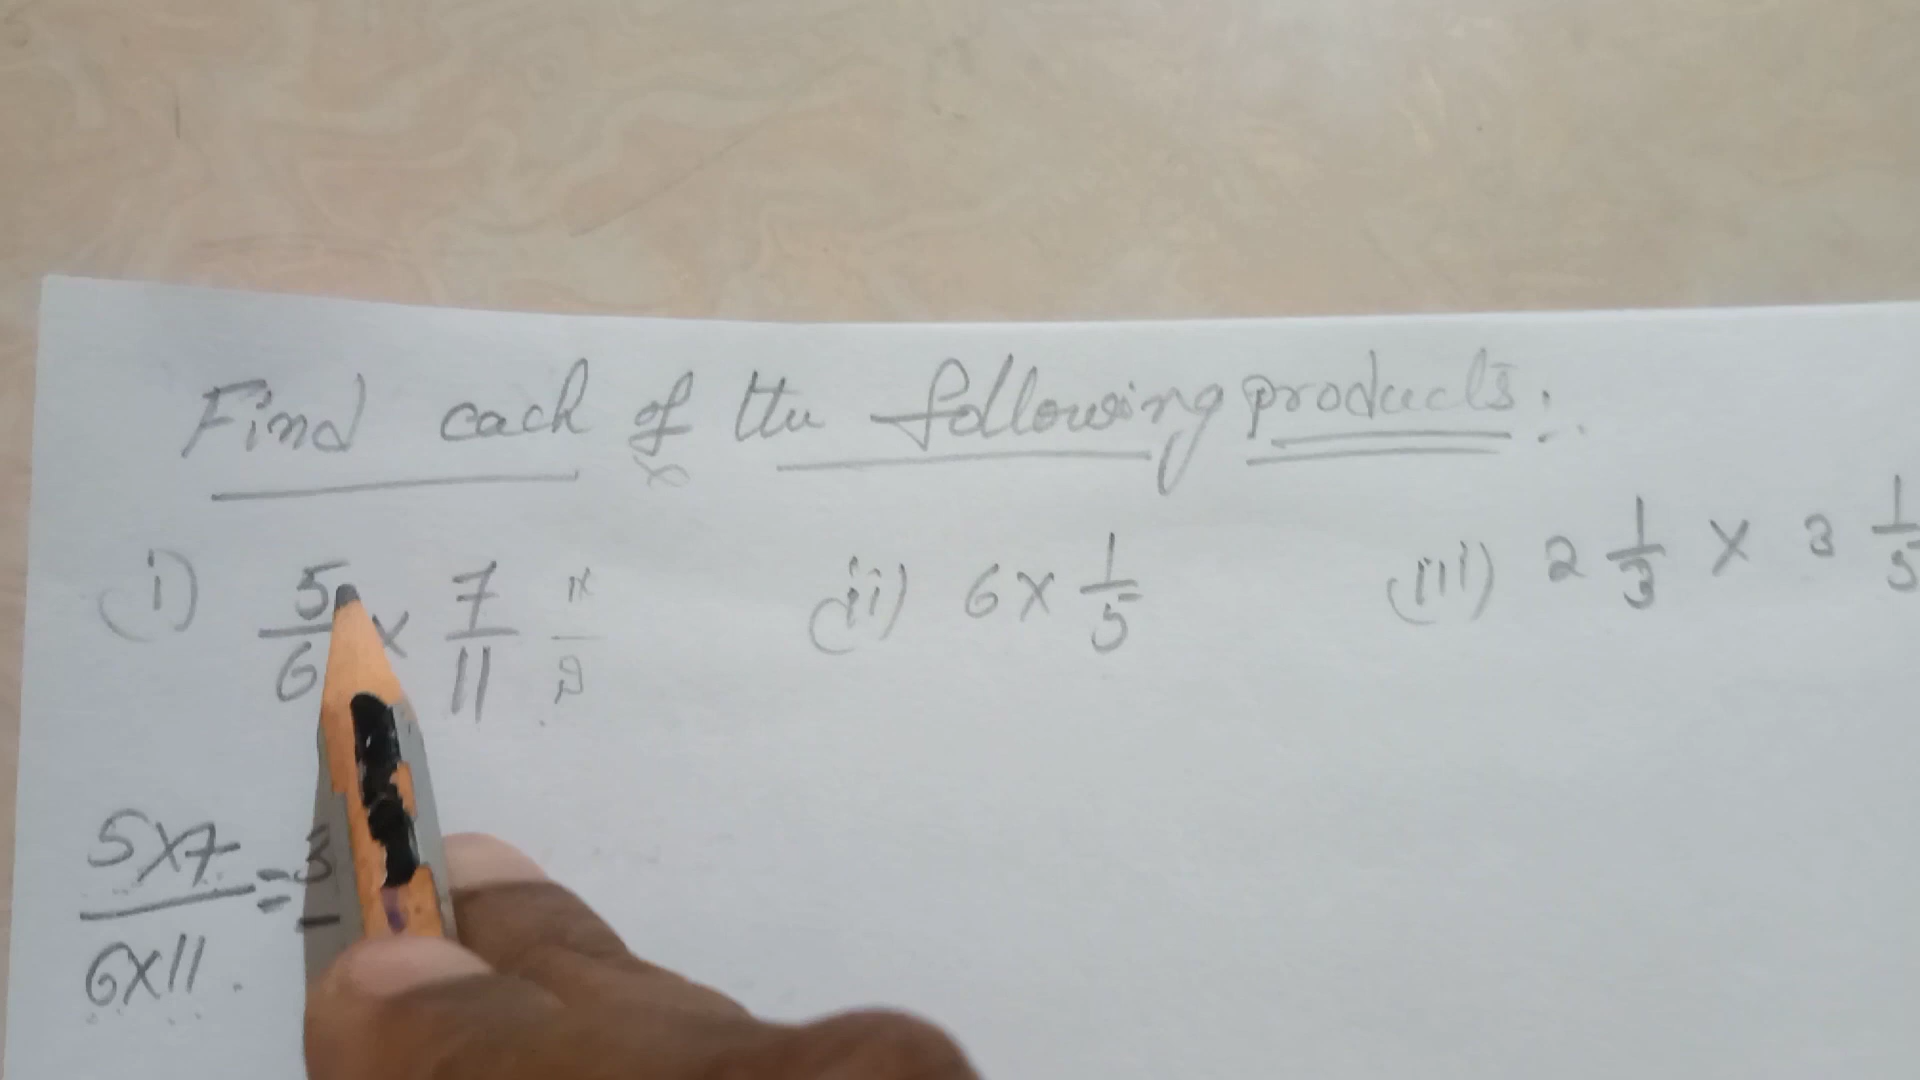 Find each of the following products:
(i) 5/6 × 7/11 (ii) 6 × 1/5 (iii) 2 1/3 × 3 1/5
5×7/6×11 = 3